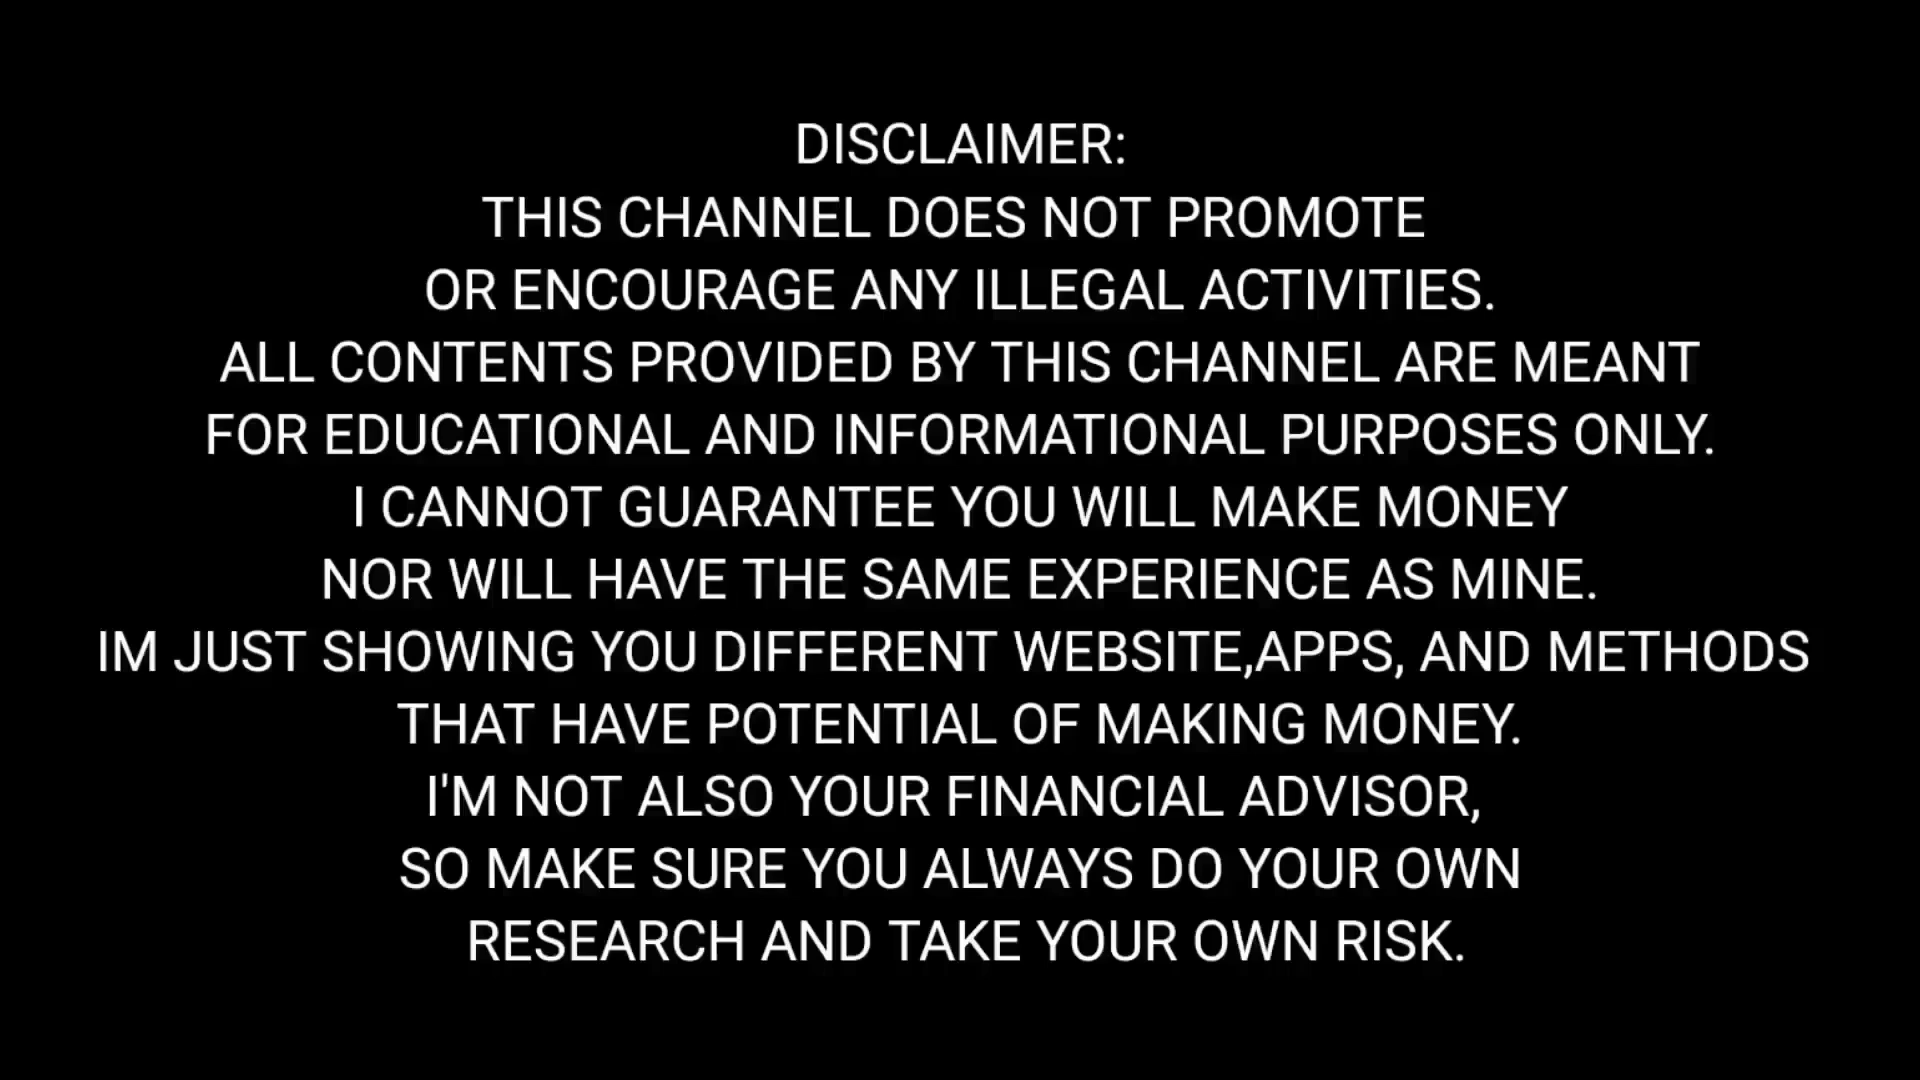 DISCLAIMER:
THIS CHANNEL DOES NOT PROMOTE
OR ENCOURAGE ANY ILLEGAL ACTIVITIES.
ALL CONTENTS PROVIDED BY THIS CHANNEL ARE MEANT
FOR EDUCATIONAL AND INFORMATIONAL PURPOSES ONLY.
I CANNOT GUARANTEE YOU WILL MAKE MONEY
NOR WILL HAVE THE SAME EXPERIENCE AS MINE.
IM JUST SHOWING YOU DIFFERENT WEBSITE,APPS, AND METHODS
THAT HAVE POTENTIAL OF MAKING MONEY.
I'M NOT ALSO YOUR FINANCIAL ADVISOR,
SO MAKE SURE YOU ALWAYS DO YOUR OWN
RESEARCH AND TAKE YOUR OWN RISK.